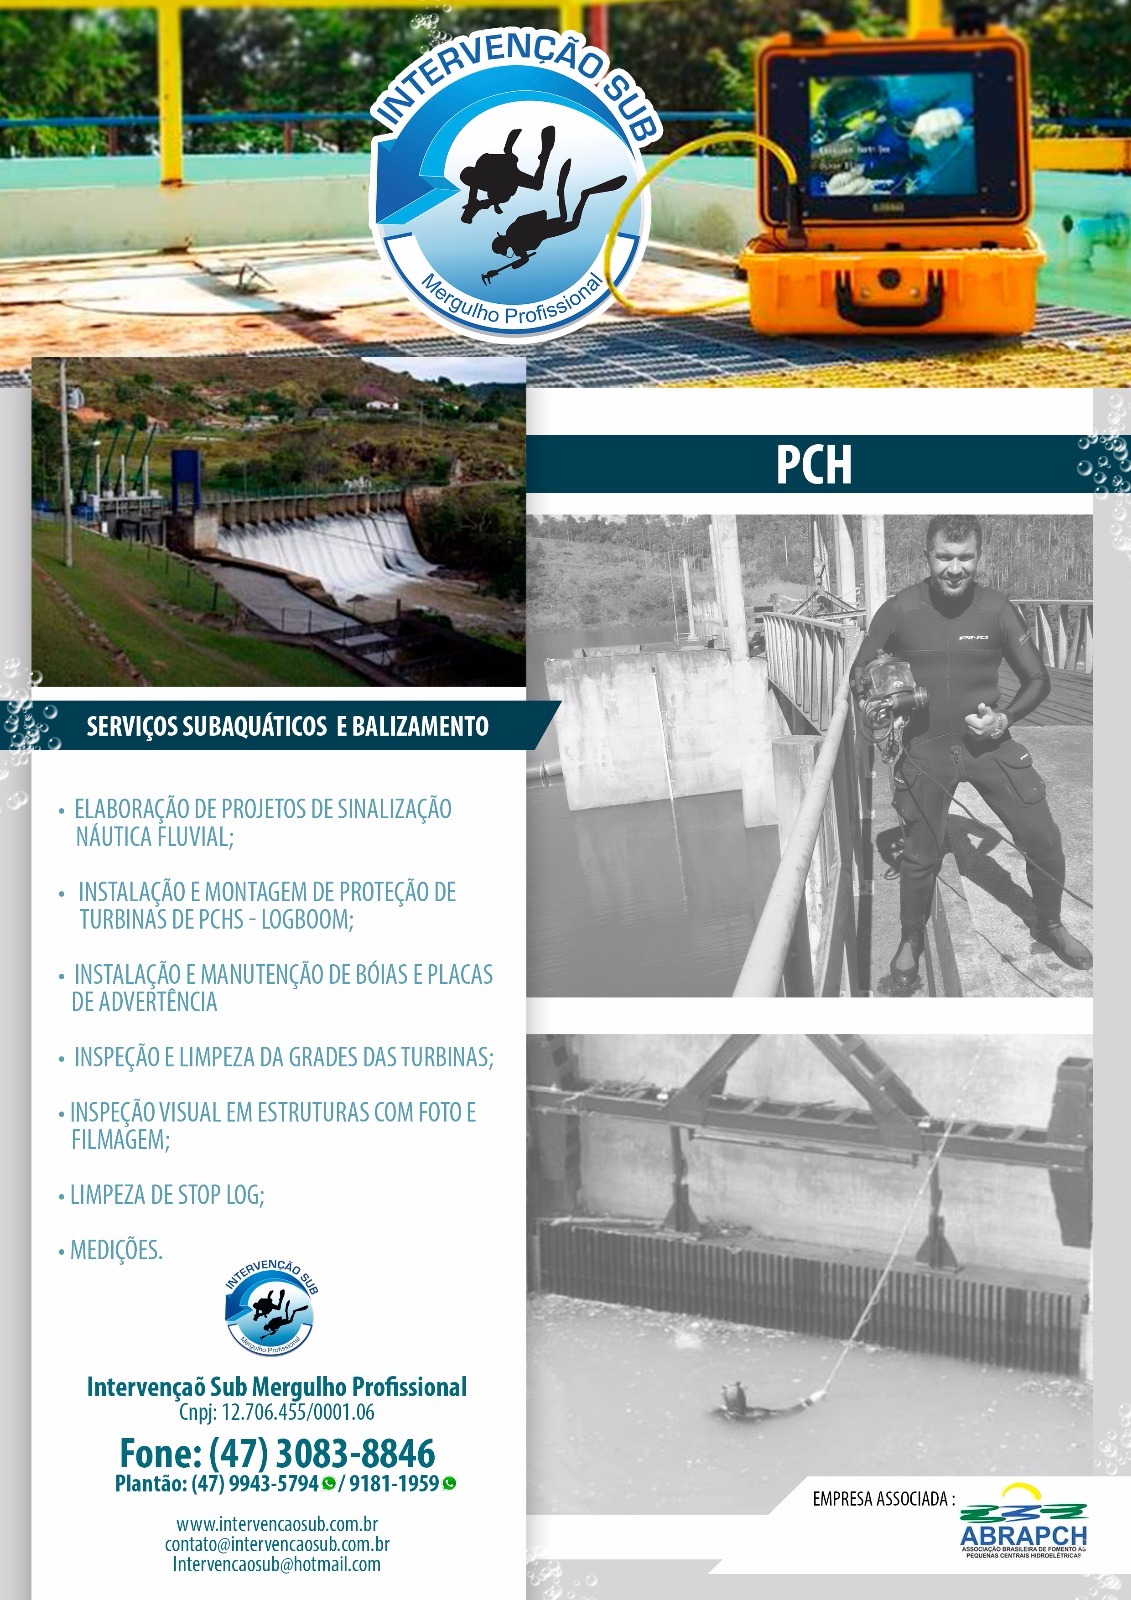 INTERVENÇÃO SUB
Mergulho Profissional
PCH
PINO
SERVIÇOS SUBAQUÁTICOS E BALIZAMENTO
• ELABORAÇÃO DE PROJETOS DE SINALIZAÇÃO
NÁUTICA FLUVIAL;
• INSTALAÇÃO E MONTAGEM DE PROTEÇÃO DE
TURBINAS DE PCHS - LOGBOOM;
• INSTALAÇÃO E MANUTENÇÃO DE BÓIAS E PLACAS
DE ADVERTÊNCIA
• INSPEÇÃO E LIMPEZA DA GRADES DAS TURBINAS;
• INSPEÇÃO VISUAL EM ESTRUTURAS COM FOTO E
FILMAGEM;
• LIMPEZA DE STOP LOG;
• MEDIÇÕES.
INTERVENÇÃO SUB
Mergulho Profissional
Intervençaõ Sub Mergulho Profissional
Cnpj: 12.706.455/0001.06
Fone: (47) 3083-8846
Plantão: (47) 9943-5794 / 9181-1959
www.intervencaosub.com.br
contato@intervencaosub.com.br
Intervencaosub@hotmail.com
EMPRESA ASSOCIADA :
ABRAPCH
ASSOCIAÇÃO BRASILEIRA DE FOMENTO ÀS
PEQUENAS CENTRAIS HIDROELÉTRICAS